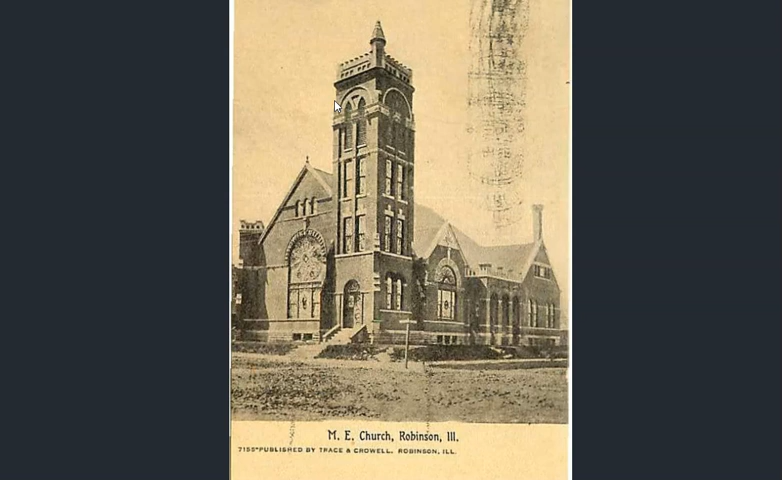 M. E. Church, Robinson, Ill.
7155 PUBLISHED BY TRACE & CROWELL, ROBINSON, ILL.